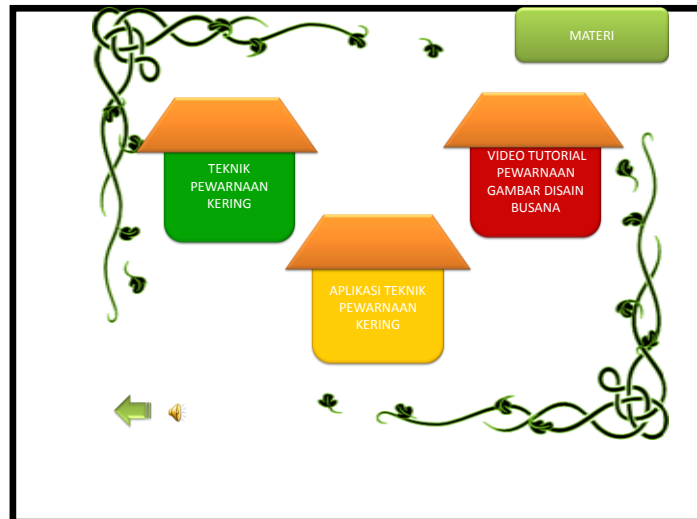 MATERI
TEKNIK
PEWARNAAN
KERING
VIDEO TUTORIAL
PEWARNAAN
GAMBAR DISAIN
BUSANA
APLIKASI TEKNIK
PEWARNAAN
KERING